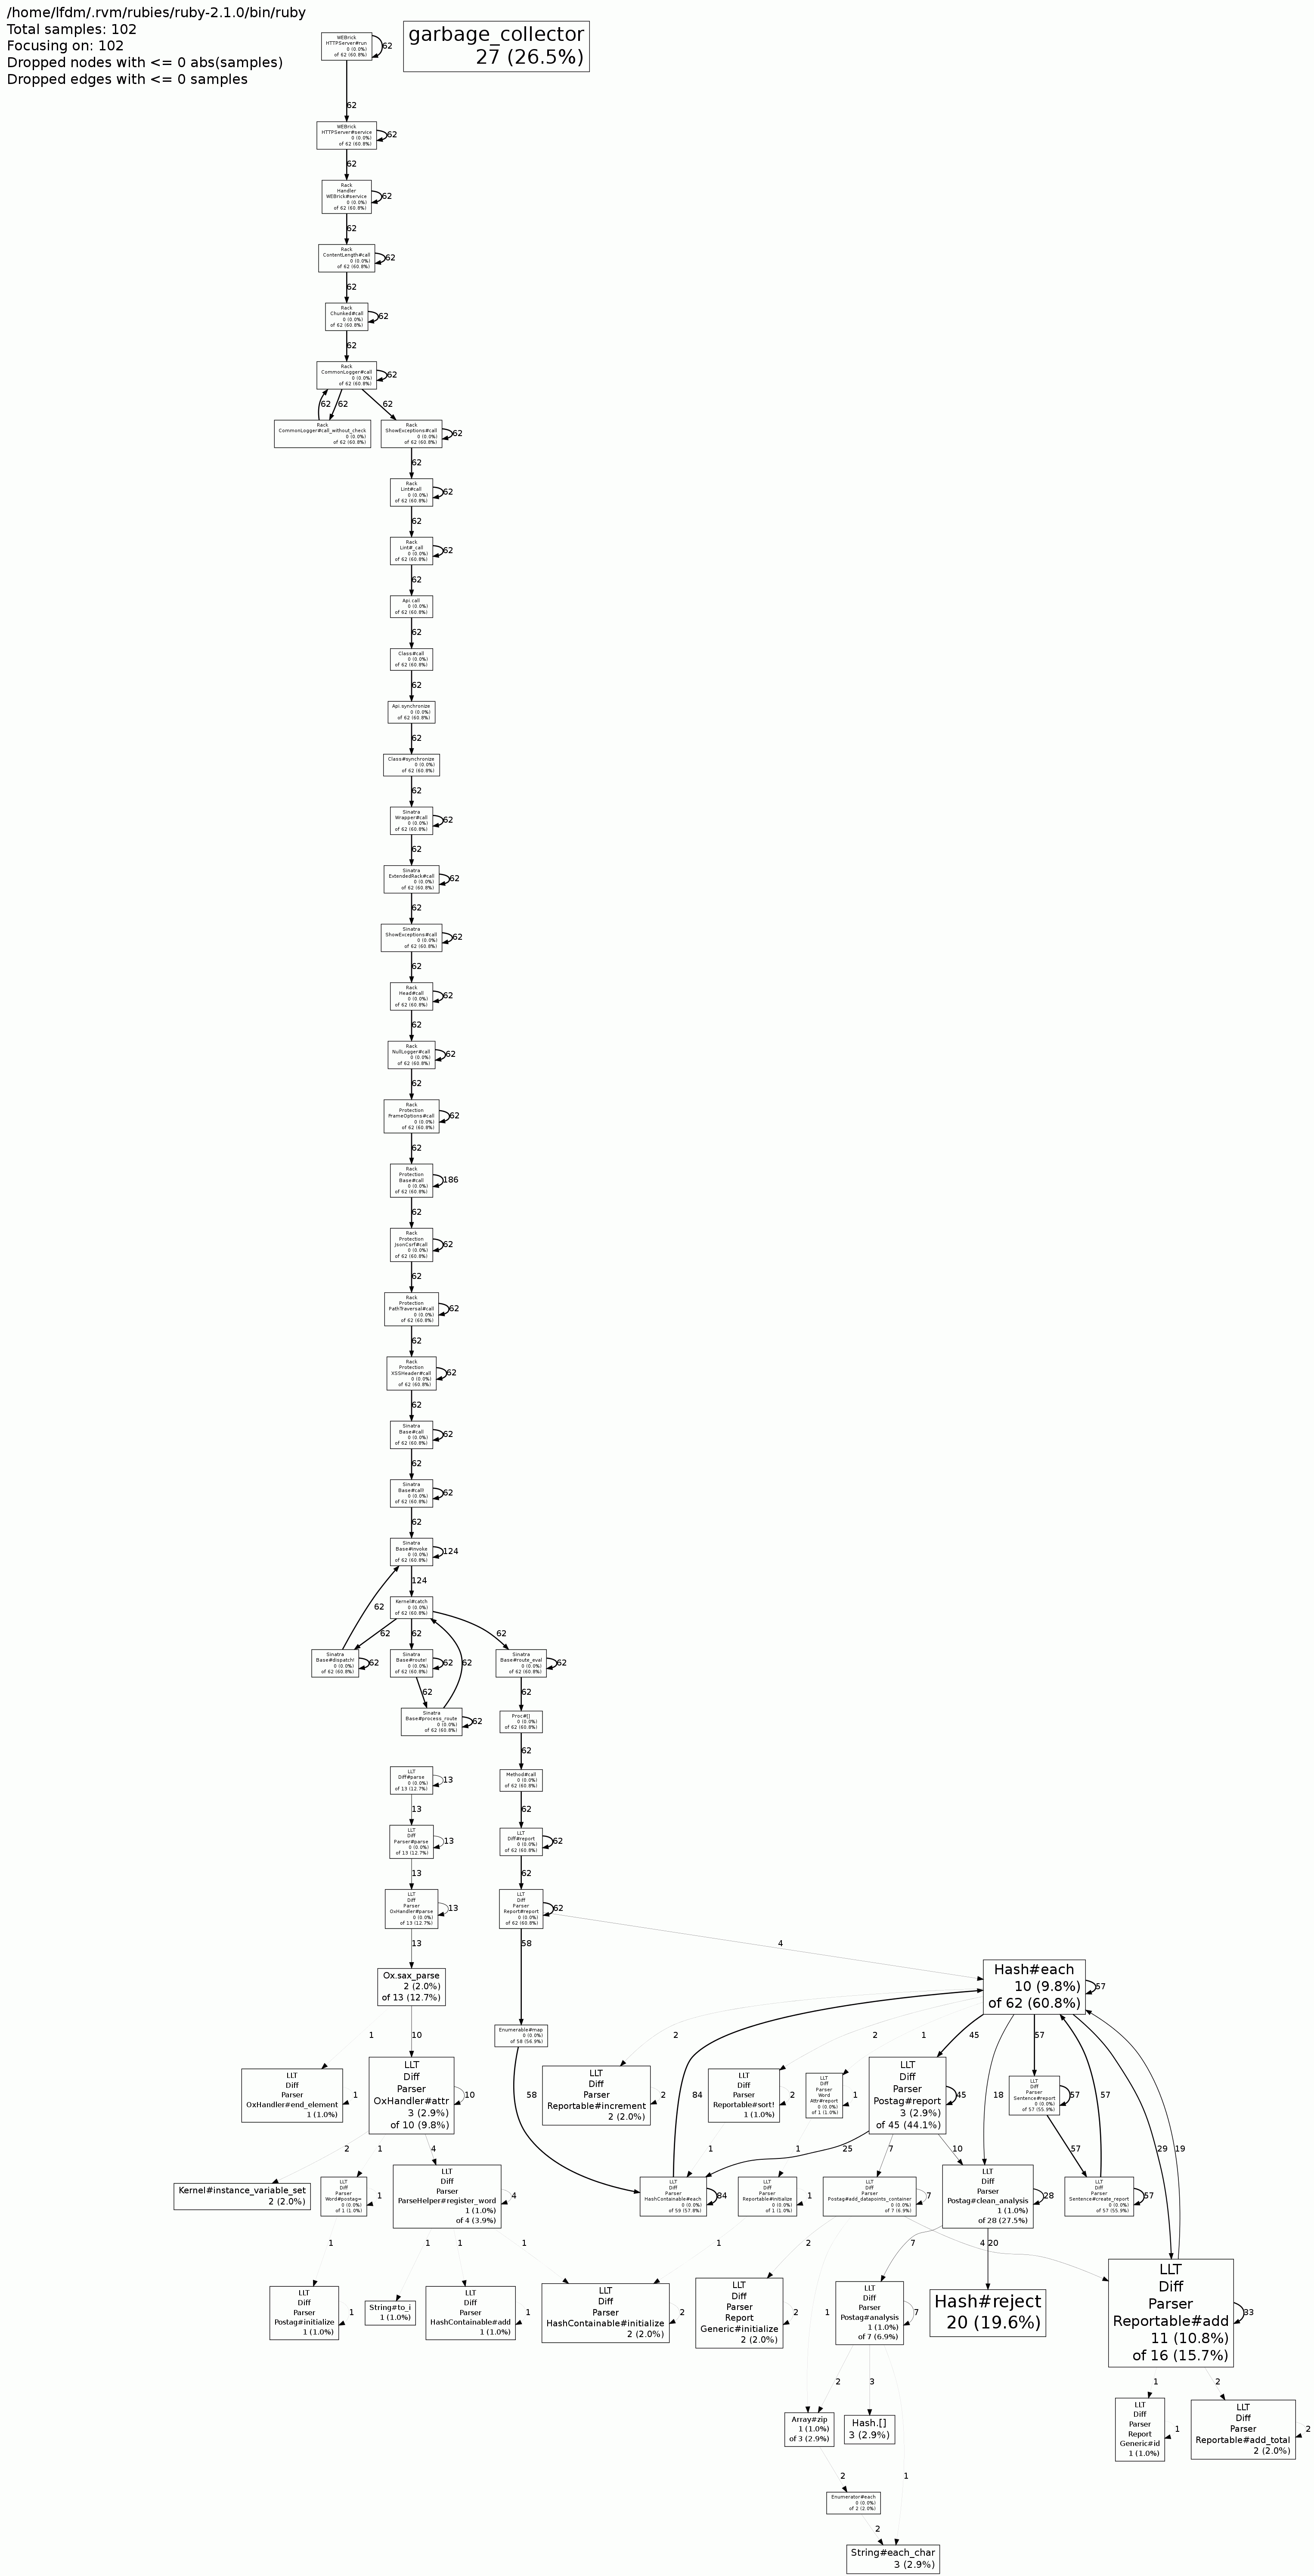 /home/lfdm/.rvm/rubies/ruby-2.1.0/bin/ruby
Total samples: 102
Focusing on: 102
Dropped nodes with <= 0 abs(samples)
Dropped edges with <= 0 samples
garbage_collector
27 (26.5%)
WEBrick
HTTPServer#run
0 (0.0%)
of 62 (60.8%)
62
62
WEBrick
HTTPServer#service
0 (0.0%)
of 62 (60.8%)
62
62
Rack
Handler
WEBrick#service
0 (0.0%)
of 62 (60.8%)
62
62
Rack
ContentLength#call
0 (0.0%)
of 62 (60.8%)
62
62
Rack
Chunked#call
0 (0.0%)
of 62 (60.8%)
62
62
Rack
CommonLogger#call
0 (0.0%)
of 62 (60.8%)
62
62
62
62
Rack
CommonLogger#call_without_check
0 (0.0%)
of 62 (60.8%)
Rack
ShowExceptions#call
0 (0.0%)
of 62 (60.8%)
62
62
Rack
Lint#call
0 (0.0%)
of 62 (60.8%)
62
62
Rack
Lint#_call
0 (0.0%)
of 62 (60.8%)
62
62
Api.call
0 (0.0%)
of 62 (60.8%)
62
Class#call
0 (0.0%)
of 62 (60.8%)
62
Api.synchronize
0 (0.0%)
of 62 (60.8%)
62
Class#synchronize
0 (0.0%)
of 62 (60.8%)
62
Sinatra
Wrapper#call
0 (0.0%)
of 62 (60.8%)
62
62
Sinatra
ExtendedRack#call
0 (0.0%)
of 62 (60.8%)
62
62
Sinatra
ShowExceptions#call
0 (0.0%)
of 62 (60.8%)
62
62
Rack
Head#call
0 (0.0%)
of 62 (60.8%)
62
62
Rack
NullLogger#call
0 (0.0%)
of 62 (60.8%)
62
62
Rack
Protection
FrameOptions#call
0 (0.0%)
of 62 (60.8%)
62
62
Rack
Protection
Base#call
0 (0.0%)
of 62 (60.8%)
186
62
Rack
Protection
JsonCsrf#call
0 (0.0%)
of 62 (60.8%)
62
62
Rack
Protection
PathTraversal#call
0 (0.0%)
of 62 (60.8%)
62
62
Rack
Protection
XSSHeader#call
0 (0.0%)
of 62 (60.8%)
62
62
Sinatra
Base#call
0 (0.0%)
of 62 (60.8%)
62
62
Sinatra
Base#call!
0 (0.0%)
of 62 (60.8%)
62
62
Sinatra
Base#invoke
0 (0.0%)
of 62 (60.8%)
124
124
Kernel#catch
0 (0.0%)
of 62 (60.8%)
62
62
62
62
Sinatra
Base#dispatch!
0 (0.0%)
of 62 (60.8%)
62
Sinatra
Base#route!
0 (0.0%)
of 62 (60.8%)
62
62
Sinatra
Base#route_eval
0 (0.0%)
of 62 (60.8%)
62
62
62
Sinatra
Base#process_route
0 (0.0%)
of 62 (60.8%)
62
Proc#[]
0 (0.0%)
of 62 (60.8%)
62
LLT
Diff#parse
0 (0.0%)
of 13 (12.7%)
13
13
Method#call
0 (0.0%)
of 62 (60.8%)
62
LLT
Diff
Parser#parse
0 (0.0%)
of 13 (12.7%)
13
13
LLT
Diff#report
0 (0.0%)
of 62 (60.8%)
62
62
LLT
Diff
Parser
OxHandler#parse
0 (0.0%)
of 13 (12.7%)
13
13
LLT
Diff
Parser
Report#report
0 (0.0%)
of 62 (60.8%)
62
58
4
Ox.sax_parse
2 (2.0%)
of 13 (12.7%)
1
10
Hash#each
10 (9.8%)
of 62 (60.8%)
57
Enumerable#map
0 (0.0%)
of 58 (56.9%)
58
2
84
2
1
45
18
57
57
29
19
LLT
Diff
Parser
OxHandler#end_element
1 (1.0%)
1
LLT
Diff
Parser
OxHandler#attr
3 (2.9%)
of 10 (9.8%)
10
LLT
Diff
Parser
Reportable#increment
2 (2.0%)
2
LLT
Diff
Parser
Reportable#sort!
1 (1.0%)
2
LLT
Diff
Parser
Word
Attr#report
0 (0.0%)
of 1 (1.0%)
1
LLT
Diff
Parser
Postag#report
3 (2.9%)
of 45 (44.1%)
45
LLT
Diff
Parser
Sentence#report
0 (0.0%)
of 57 (55.9%)
57
2
1
4
1
1
25
7
10
57
Kernel#instance_variable_set
2 (2.0%)
LLT
Diff
Parser
Word#postag=
0 (0.0%)
of 1 (1.0%)
1
LLT
Diff
Parser
ParseHelper#register_word
1 (1.0%)
of 4 (3.9%)
4
LLT
Diff
Parser
HashContainable#each
0 (0.0%)
of 59 (57.8%)
84
LLT
Diff
Parser
Reportable#initialize
0 (0.0%)
of 1 (1.0%)
1
LLT
Diff
Parser
Postag#add_datapoints_container
0 (0.0%)
of 7 (6.9%)
7
LLT
Diff
Parser
Postag#clean_analysis
1 (1.0%)
of 28 (27.5%)
28
LLT
Diff
Parser
Sentence#create_report
0 (0.0%)
of 57 (55.9%)
57
1
1
1
1
1
2
1
7
4
20
LLT
Diff
Parser
Postag#initialize
1 (1.0%)
1
String#to_i
1 (1.0%)
LLT
Diff
Parser
HashContainable#add
1 (1.0%)
1
LLT
Diff
Parser
HashContainable#initialize
2 (2.0%)
2
LLT
Diff
Parser
Report
Generic#initialize
2 (2.0%)
2
LLT
Diff
Parser
Postag#analysis
1 (1.0%)
of 7 (6.9%)
7
Hash#reject
20 (19.6%)
LLT
Diff
Parser
Reportable#add
11 (10.8%)
of 16 (15.7%)
33
2
3
1
1
2
Array#zip
1 (1.0%)
of 3 (2.9%)
Hash.[]
3 (2.9%)
LLT
Diff
Parser
Report
Generic#id
1 (1.0%)
1
LLT
Diff
Parser
Reportable#add_total
2 (2.0%)
2
2
Enumerator#each
0 (0.0%)
of 2 (2.0%)
2
String#each_char
3 (2.9%)